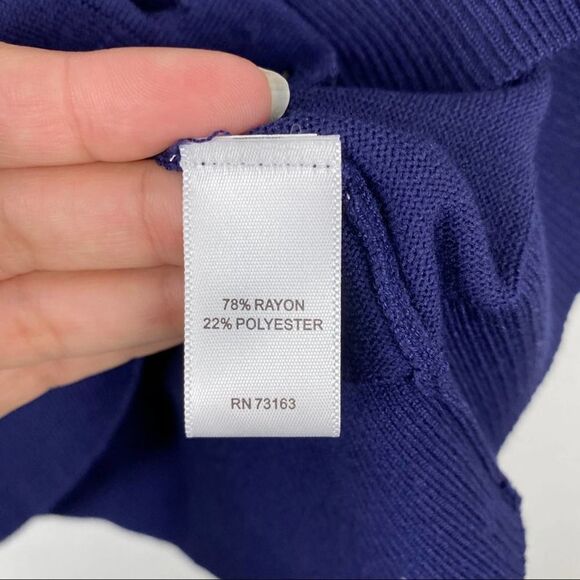 78% RAYON
22% POLYESTER
RN 73163